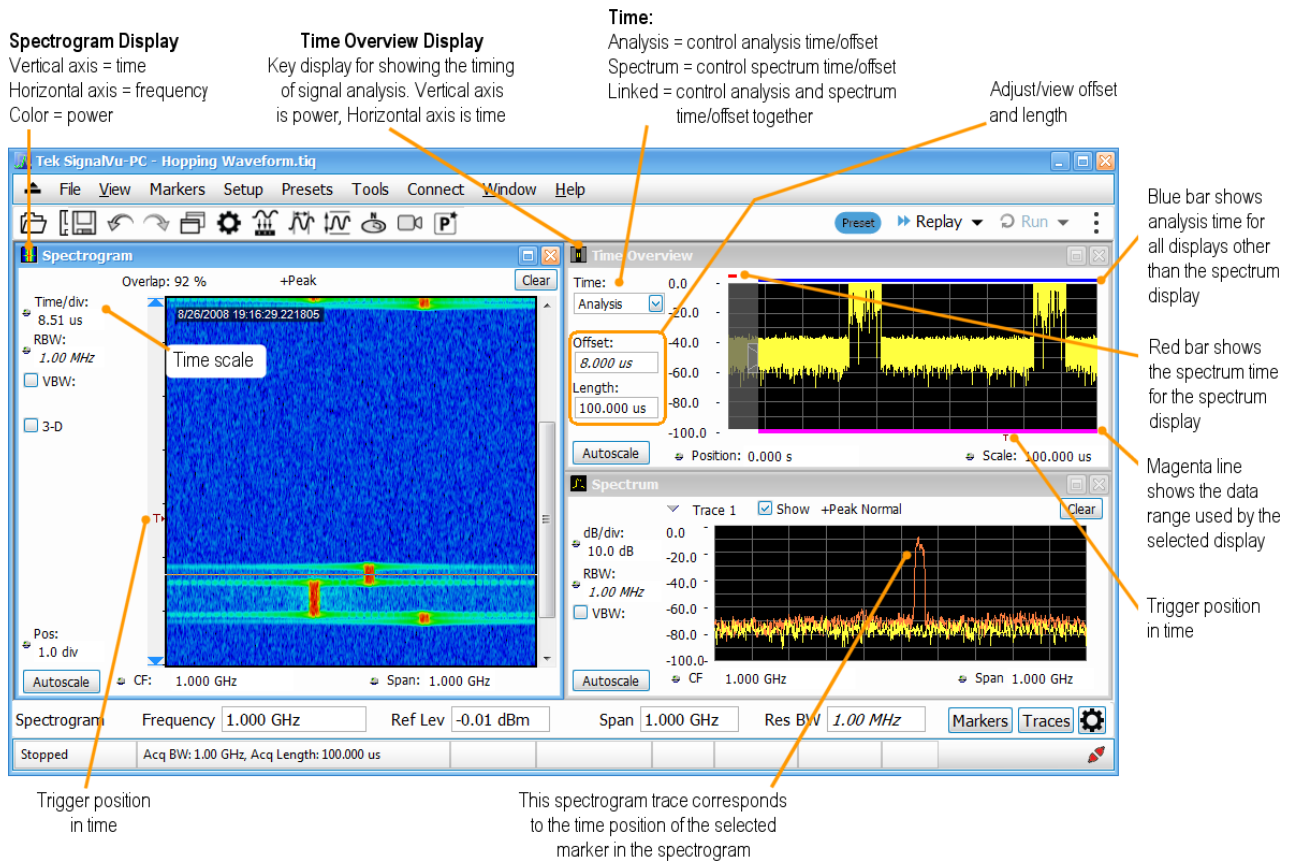 Spectrogram Display
Vertical axis = time
Horizontal axis = frequency
Color = power
Time Overview Display
Key display for showing the timing
of signal analysis. Vertical axis
is power, Horizontal axis is time
Time:
Analysis = control analysis time/offset
Spectrum = control spectrum time/offset
Linked = control analysis and spectrum
time/offset together
Adjust/view offset
and length
Tek SignalVu-PC - Hopping Waveform.tiq
File View Markers Setup Presets Tools Connect Window Help
Preset Replay Run
Spectrogram
Overlap: 92 % +Peak Clear
Time/div:
8.51 us
RBW:
1.00 MHz
VBW:
3-D
8/26/2008 19:16:29.221805
Time scale
T
Pos:
1.0 div
Autoscale CF: 1.000 GHz Span: 1.000 GHz
Time Overview
Time:
Analysis
Offset:
8.000 us
Length:
100.000 us
0.0
-20.0
-40.0
-60.0
-80.0
-100.0
T
Autoscale Position: 0.000 s Scale: 100.000 us
Spectrum
Trace 1 Show +Peak Normal Clear
dB/div:
10.0 dB
RBW:
1.00 MHz
VBW:
0.0
-20.0
-40.0
-60.0
-80.0
-100.0
Autoscale CF 1.000 GHz Span 1.000 GHz
Spectrogram Frequency 1.000 GHz Ref Lev -0.01 dBm Span 1.000 GHz Res BW 1.00 MHz Markers Traces
Stopped Acq BW: 1.00 GHz, Acq Length: 100.000 us
Blue bar shows
analysis time for
all displays other
than the spectrum
display
Red bar shows
the spectrum time
for the spectrum
display
Magenta line
shows the data
range used by the
selected display
Trigger position
in time
Trigger position
in time
This spectrogram trace corresponds
to the time position of the selected
marker in the spectrogram